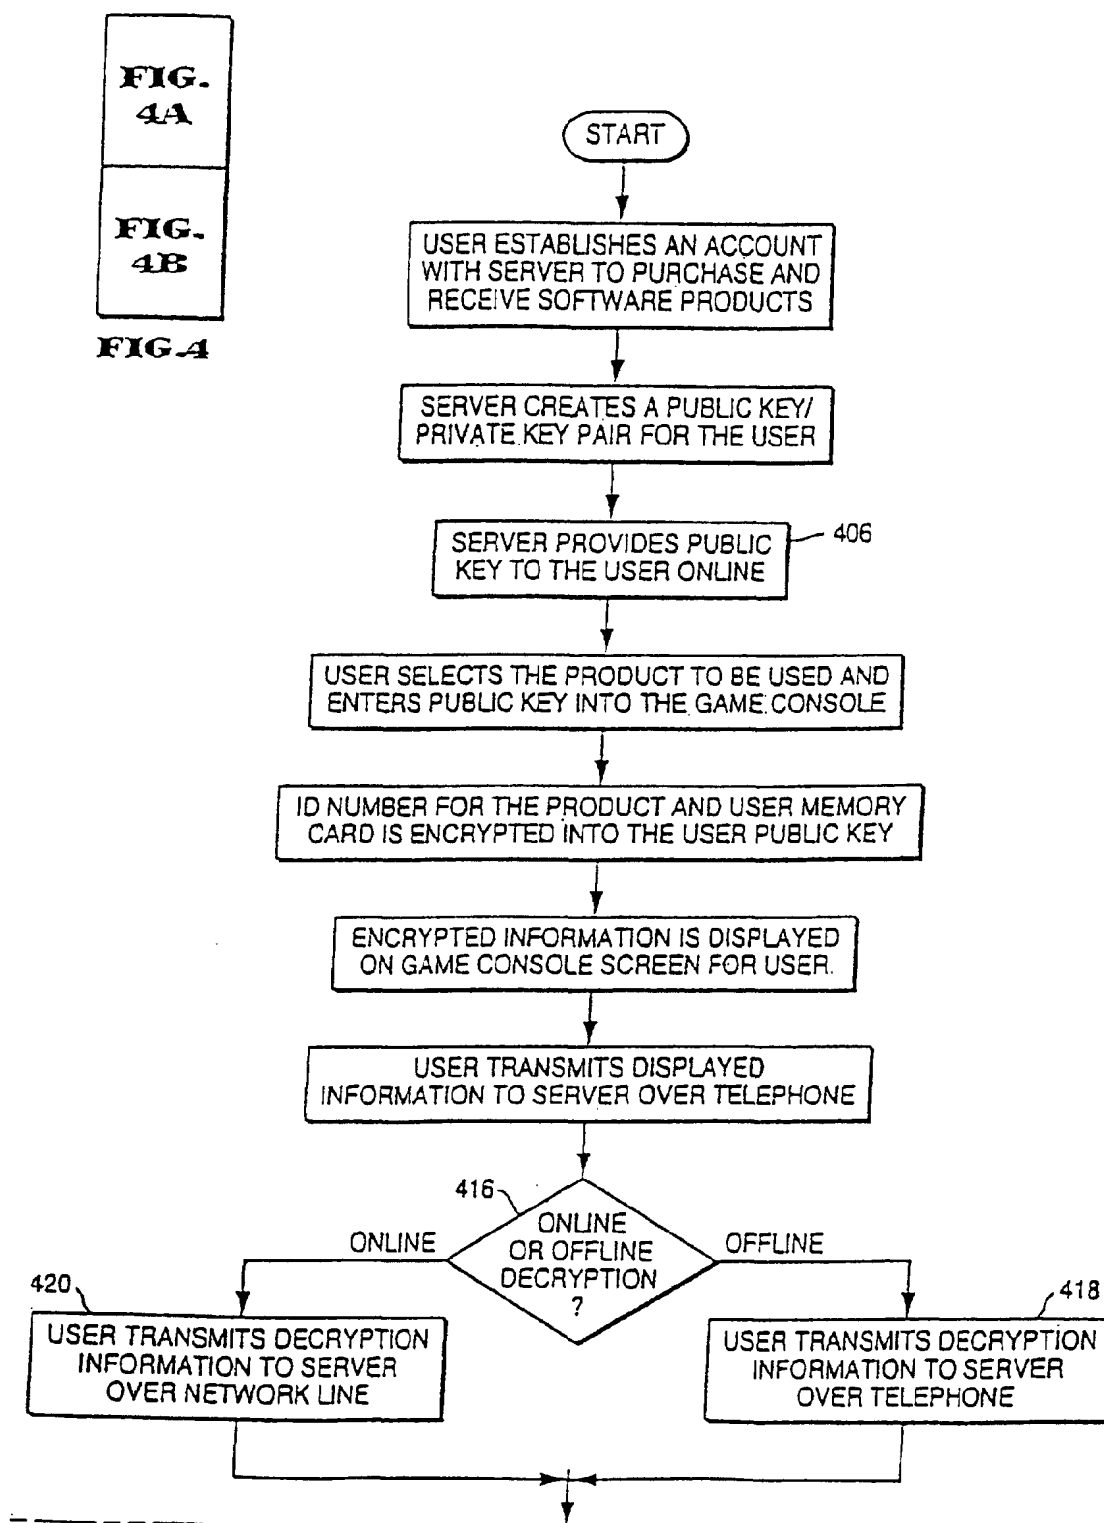 FIG.
4A
FIG.
4B
FIG.4
START
USER ESTABLISHES AN ACCOUNT
WITH SERVER TO PURCHASE AND
RECEIVE SOFTWARE PRODUCTS
SERVER CREATES A PUBLIC KEY/
PRIVATE KEY PAIR FOR THE USER
SERVER PROVIDES PUBLIC
KEY TO THE USER ONLINE
406
USER SELECTS THE PRODUCT TO BE USED AND
ENTERS PUBLIC KEY INTO THE GAME CONSOLE
ID NUMBER FOR THE PRODUCT AND USER MEMORY
CARD IS ENCRYPTED INTO THE USER PUBLIC KEY
ENCRYPTED INFORMATION IS DISPLAYED
ON GAME CONSOLE SCREEN FOR USER.
USER TRANSMITS DISPLAYED
INFORMATION TO SERVER OVER TELEPHONE
416
ONLINE
OR OFFLINE
DECRYPTION
?
ONLINE
OFFLINE
420
USER TRANSMITS DECRYPTION
INFORMATION TO SERVER
OVER NETWORK LINE
418
USER TRANSMITS DECRYPTION
INFORMATION TO SERVER
OVER TELEPHONE